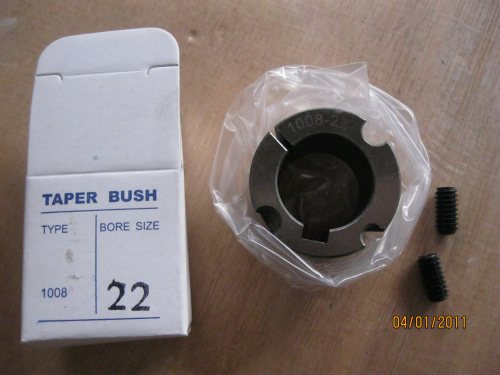 TAPER BUSH
TYPE
BORE SIZE
1008
22
1008-22
04/01/2011